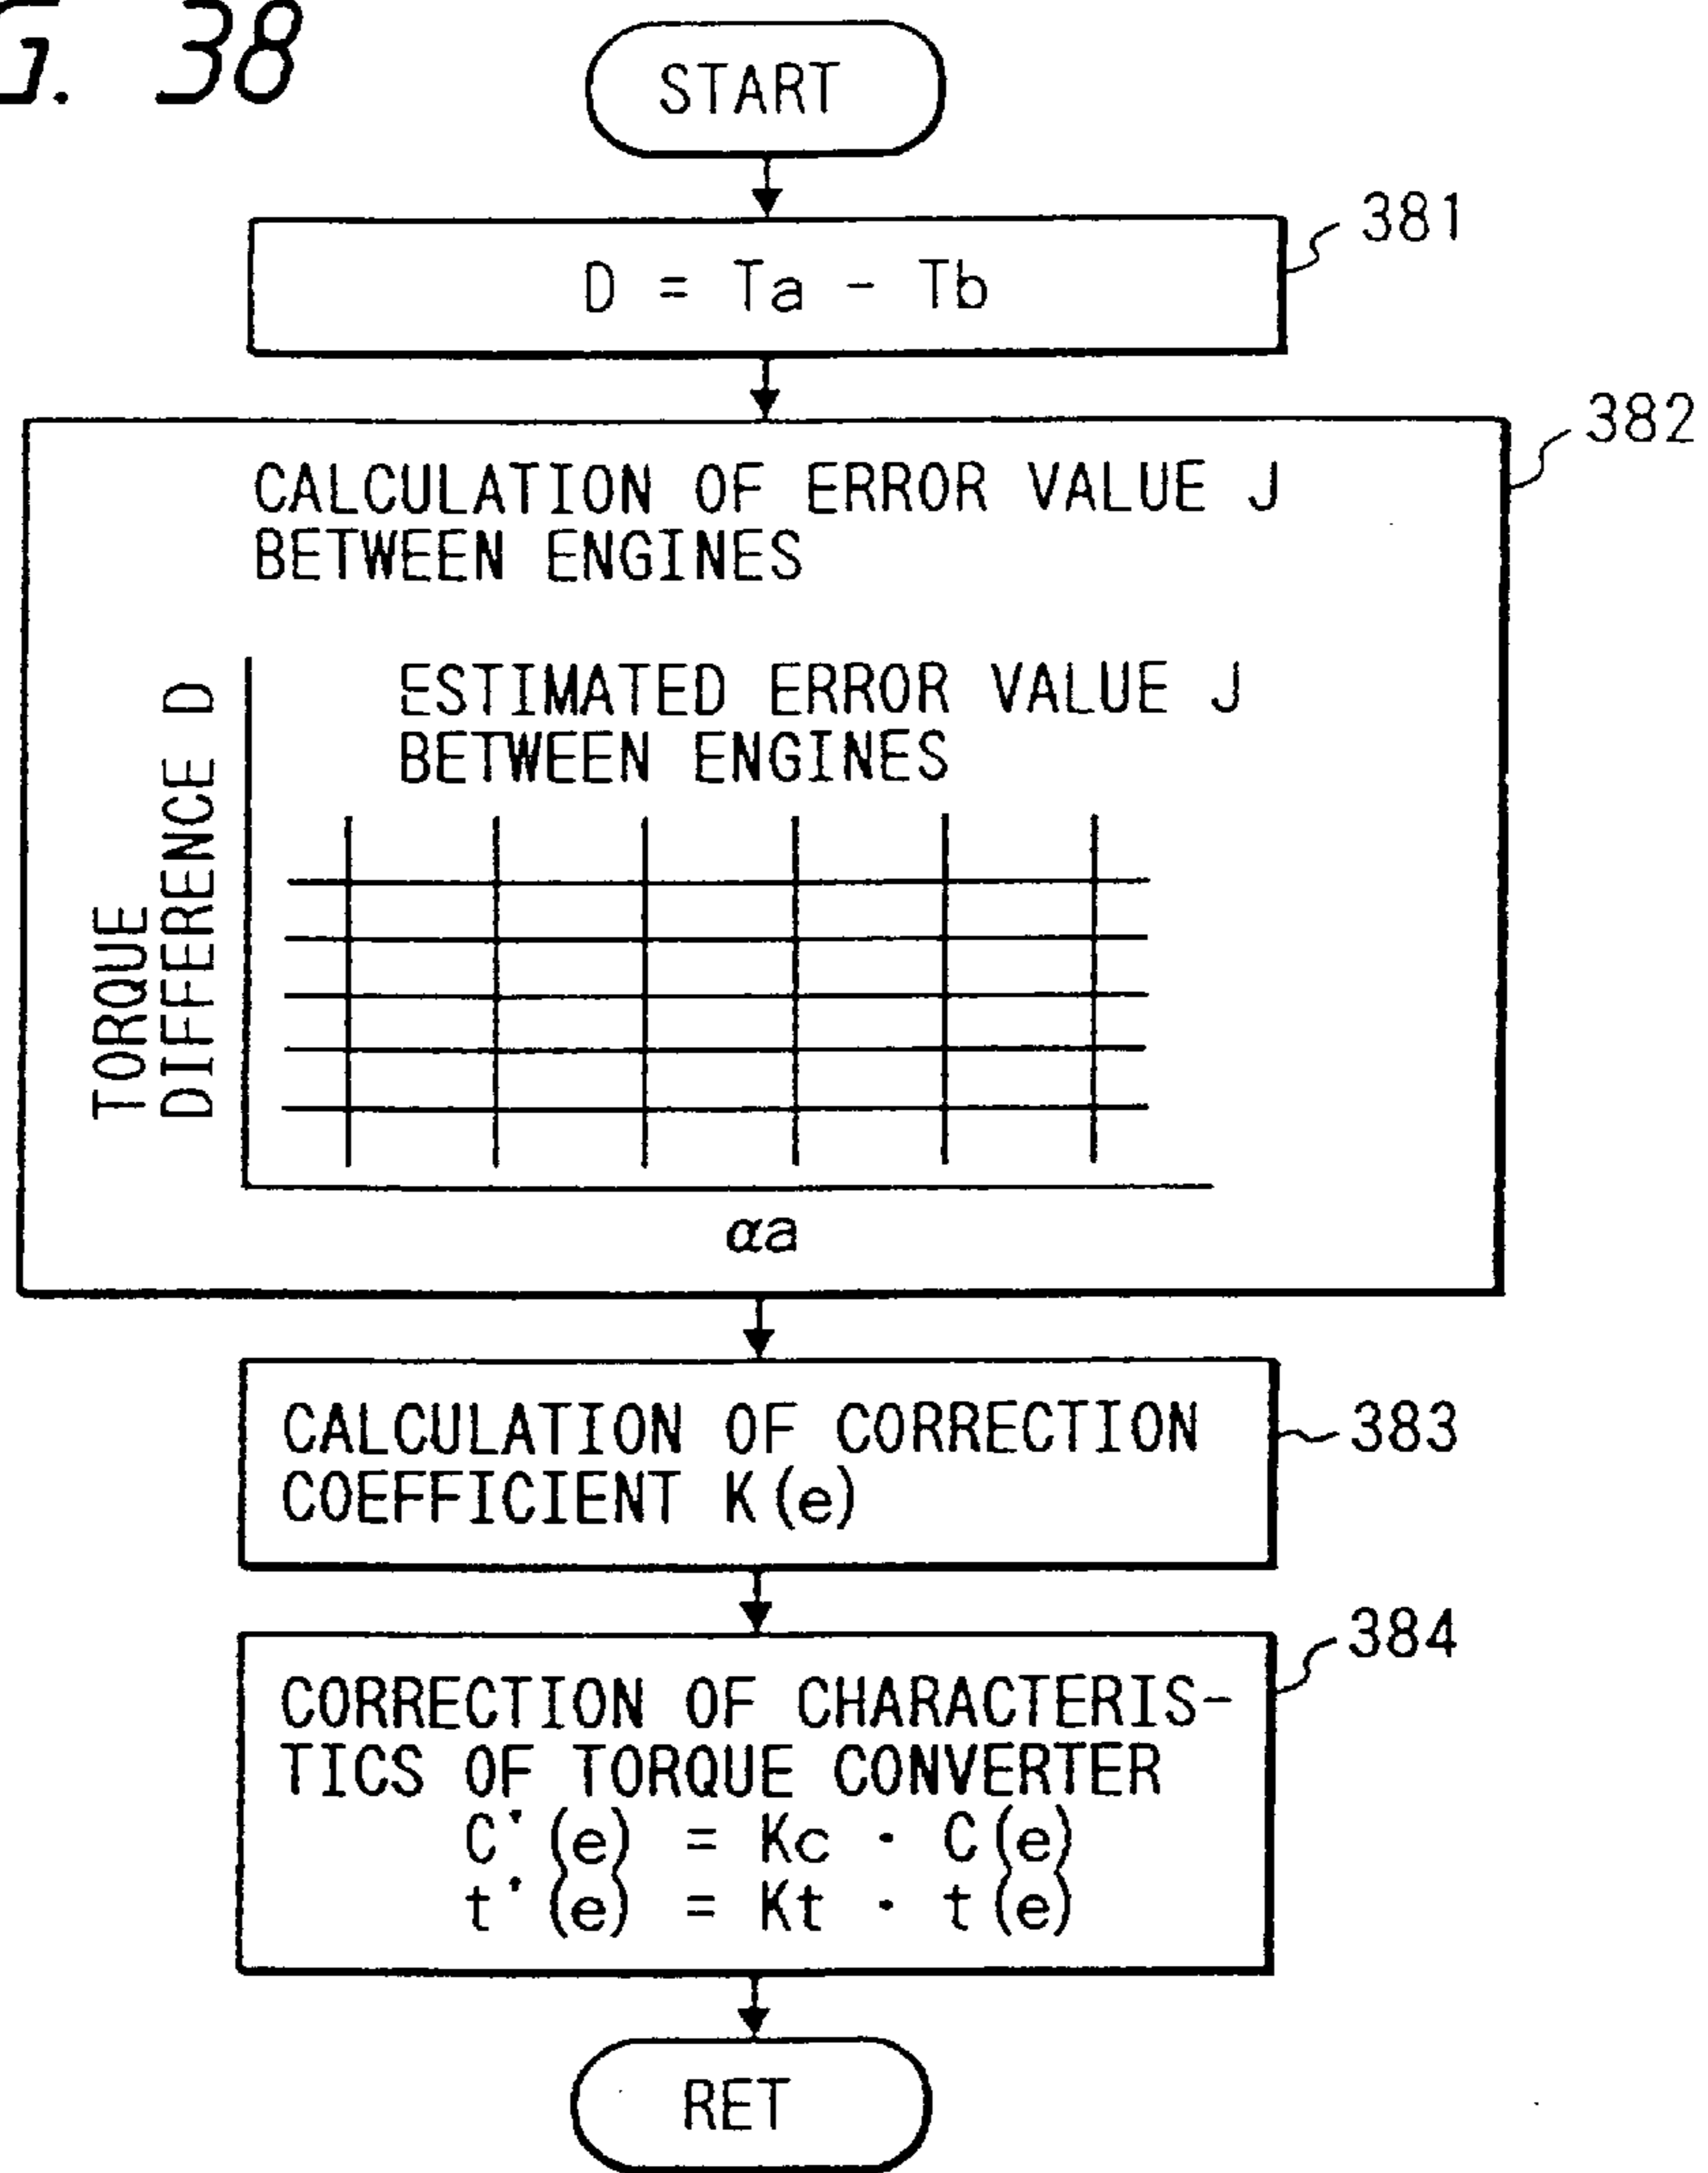 G. 38
START
381
D = Ta - Tb
382
CALCULATION OF ERROR VALUE J
BETWEEN ENGINES
ESTIMATED ERROR VALUE J
BETWEEN ENGINES
TORQUE
DIFFERENCE D
αa
383
CALCULATION OF CORRECTION
COEFFICIENT K(e)
384
CORRECTION OF CHARACTERIS-
TICS OF TORQUE CONVERTER
C'(e) = Kc · C(e)
t'(e) = Kt · t(e)
RET